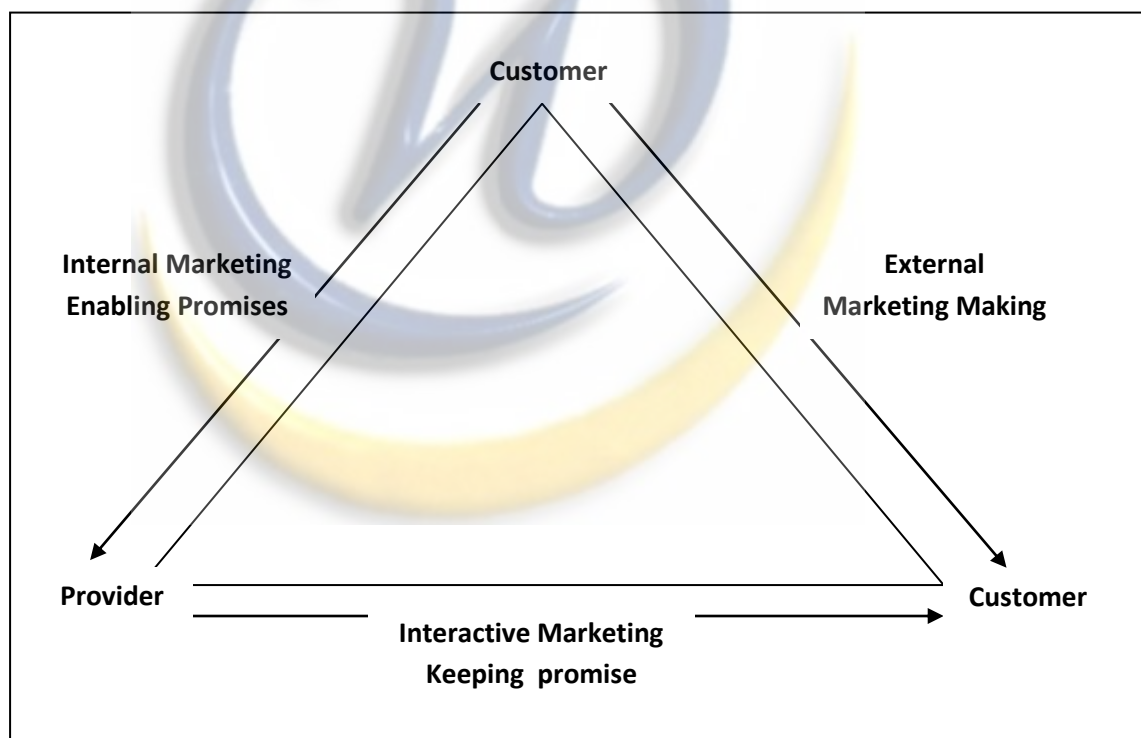 Customer
Internal Marketing
Enabling Promises
External
Marketing Making
Provider
Customer
Interactive Marketing
Keeping promise